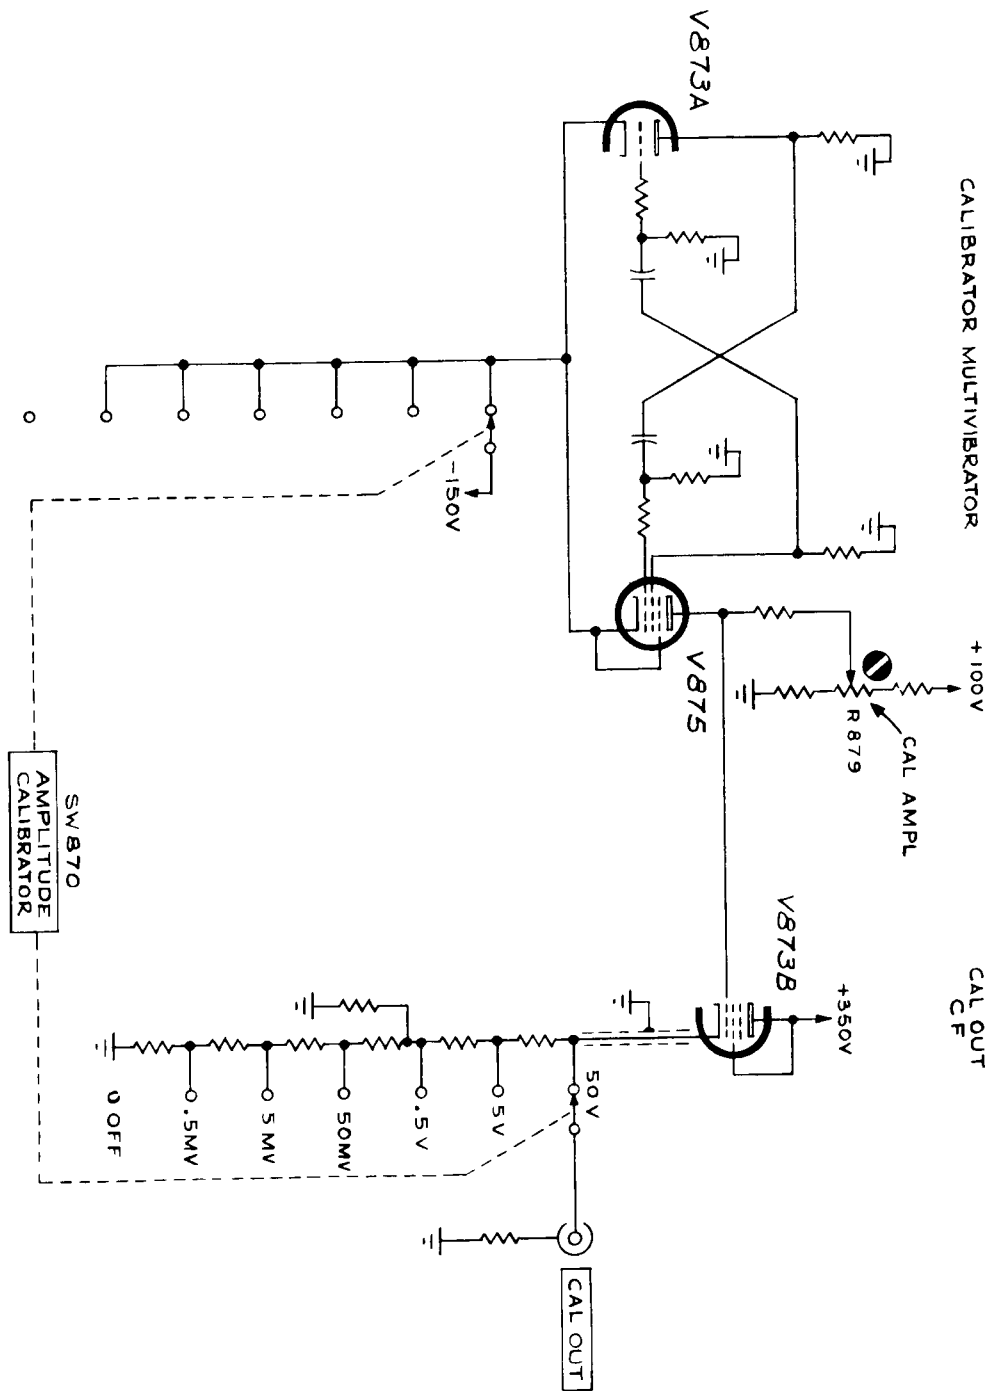 CALIBRATOR MULTIVIBRATOR
CAL OUT
CF
V873A
+100V
CAL AMPL
R879
V875
V873B
+350V
-150V
50V
5V
.5V
50MV
5MV
.5MV
OFF
CAL OUT
SW870
AMPLITUDE
CALIBRATOR